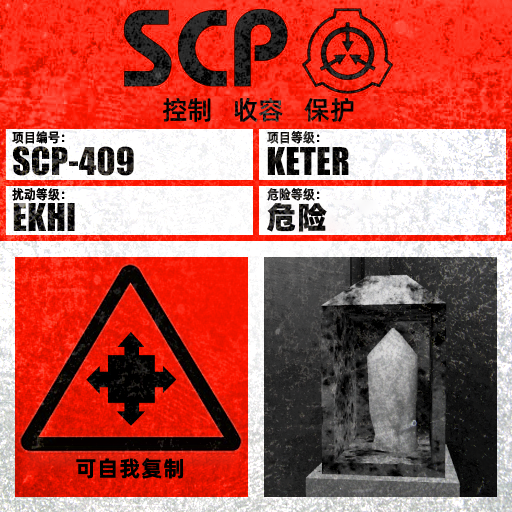 SCP
控制 收容 保护
项目编号:
SCP-409
项目等级:
KETER
扰动等级:
EKHI
危险等级:
危险
可自我复制